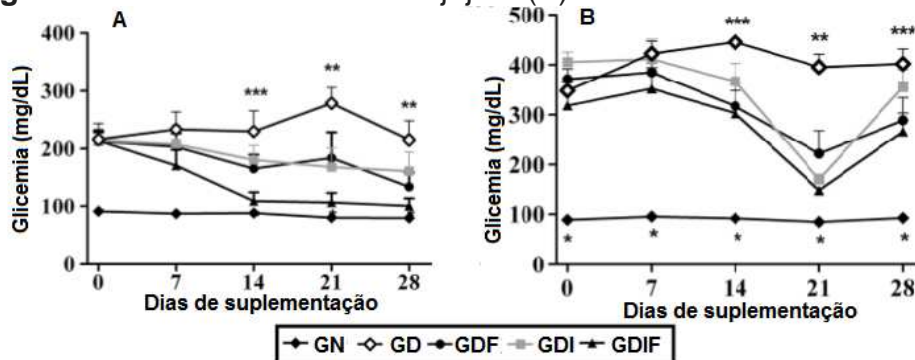 A
Glicemia (mg/dL)
400
300
200
100
0
***
**
**
0 7 14 21 28
Dias de suplementação
B
Glicemia (mg/dL)
500
400
300
200
100
0
***
**
***
* * * * *
0 7 14 21 28
Dias de suplementação
GN GD GDF GDI GDIF